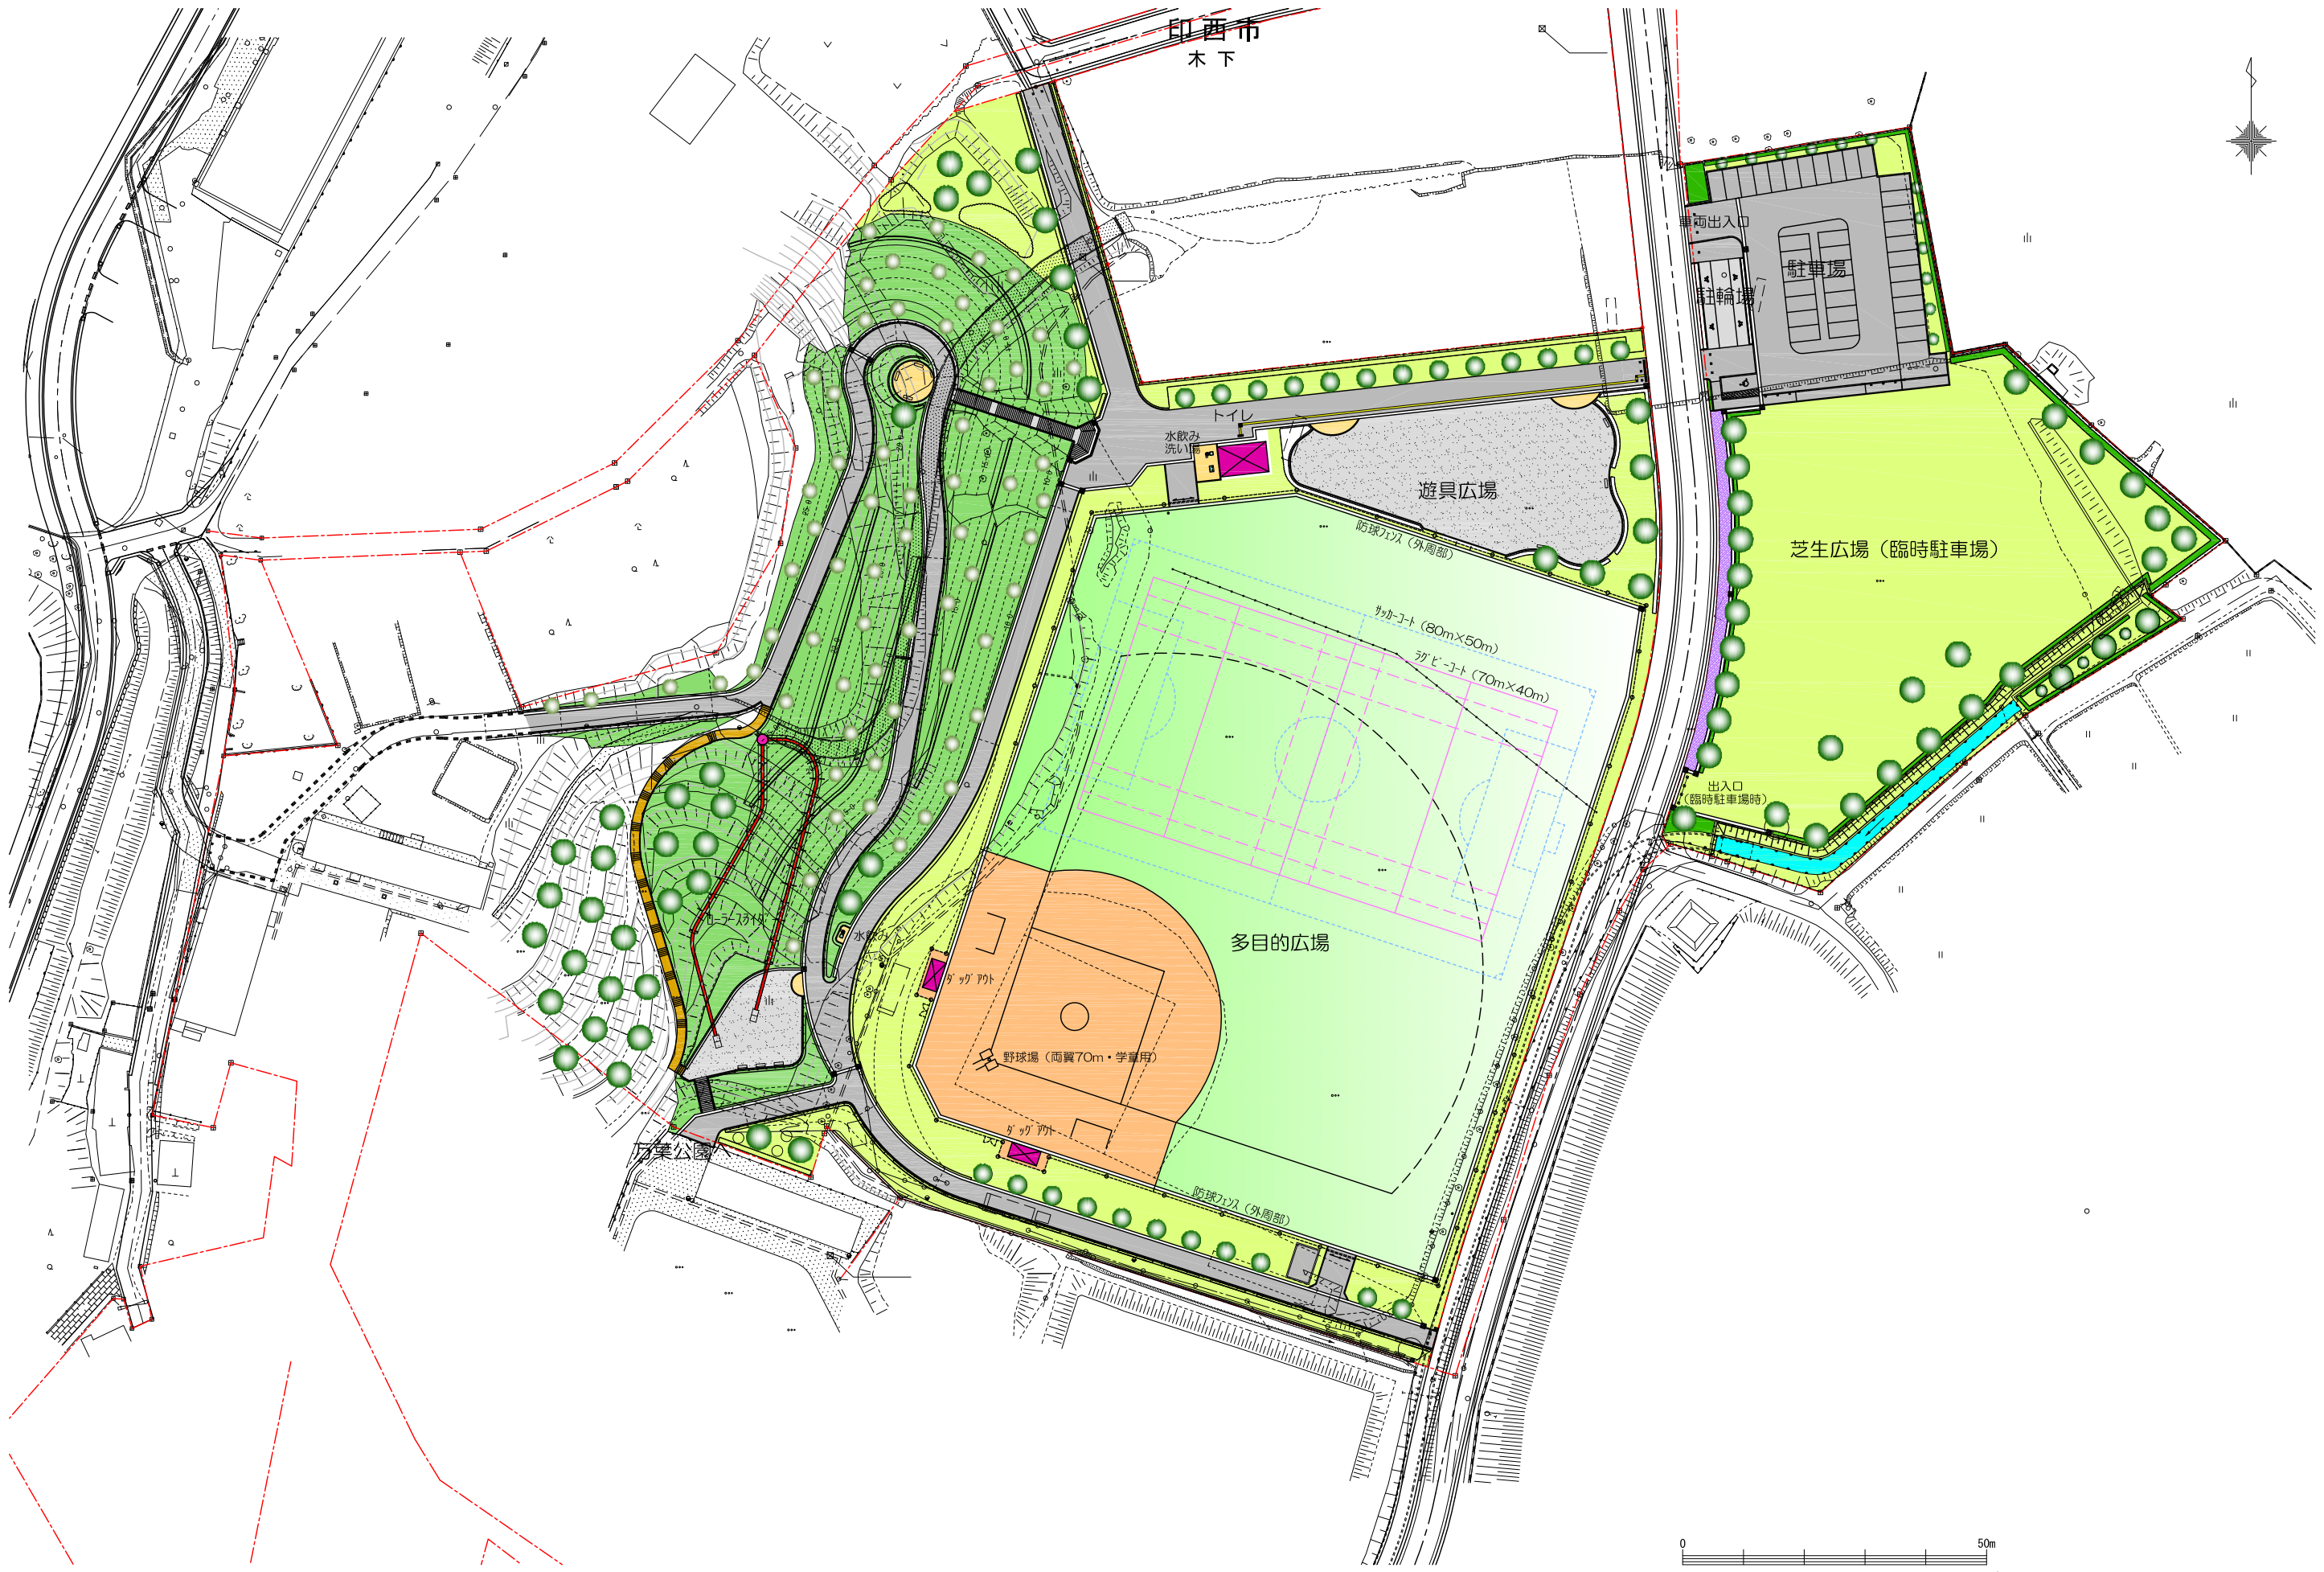 印西市
木下
車両出入口
駐車場
駐輪場
トイレ
水飲み
洗い場
遊具広場
防球フェンス（外周部）
芝生広場（臨時駐車場）
サッカーコート（80m×50m）
ラグビーコート（70m×40m）
出入口
（臨時駐車場時）
ローラースライダー
水飲み
多目的広場
ダッグアウト
野球場（両翼70m・学童用）
ダッグアウト
万葉公園へ
防球フェンス（外周部）
0
50m